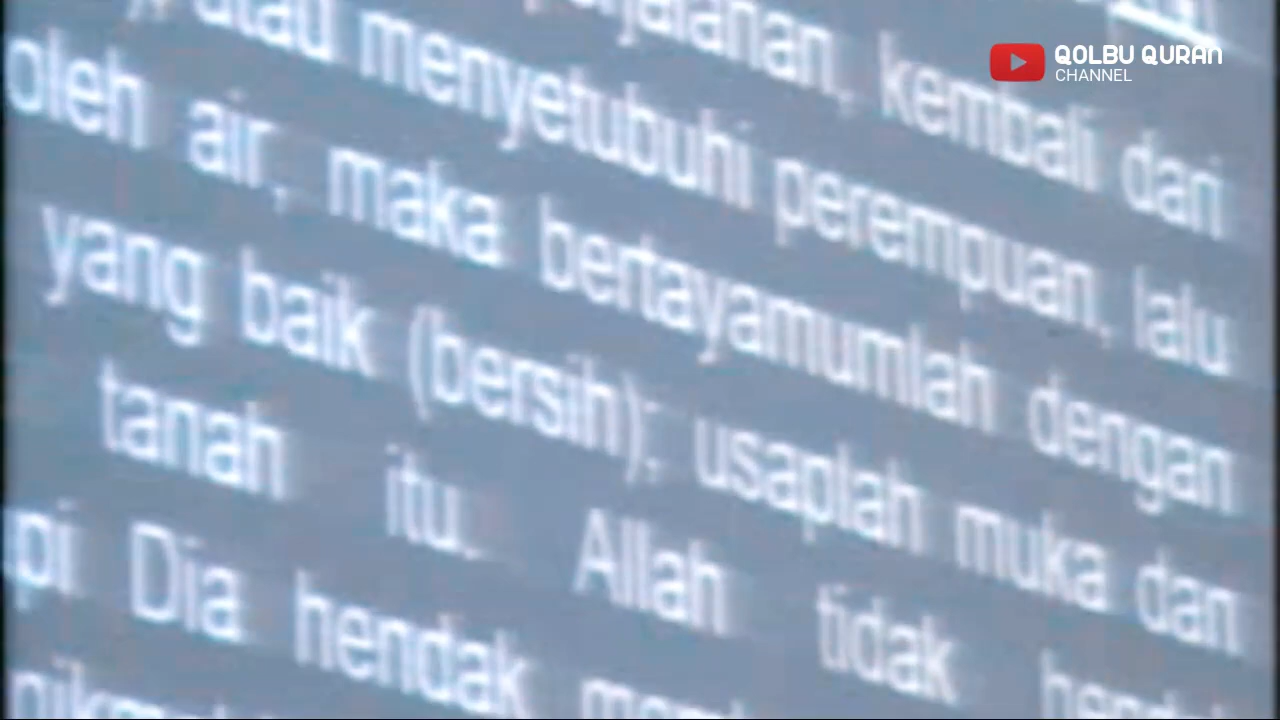 kembali dari
atau menyetubuhi perempuan, lalu
oleh air, maka bertayamumlah dengan
yang baik (bersih); usaplah muka dan
tanah itu. Allah tidak
Dia hendak
QOLBU QURAN
CHANNEL